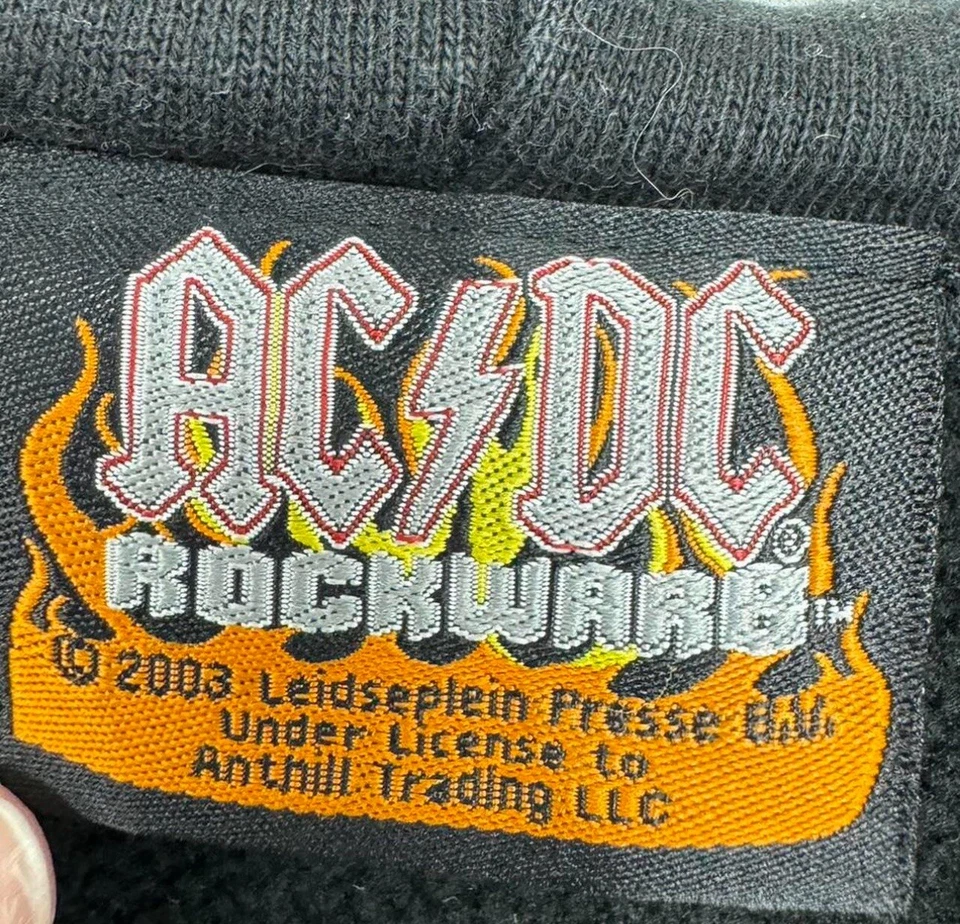 AC/DC®
ROCKWARE™
(C) 2003 Leidseplein Presse B.V.
Under License to
Anthill Trading LLC